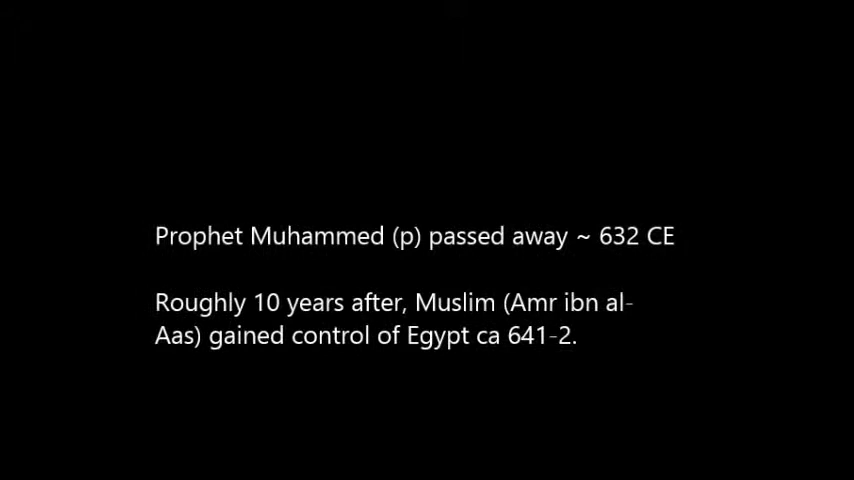 Prophet Muhammed (p) passed away ~ 632 CE
Roughly 10 years after, Muslim (Amr ibn al-
Aas) gained control of Egypt ca 641-2.